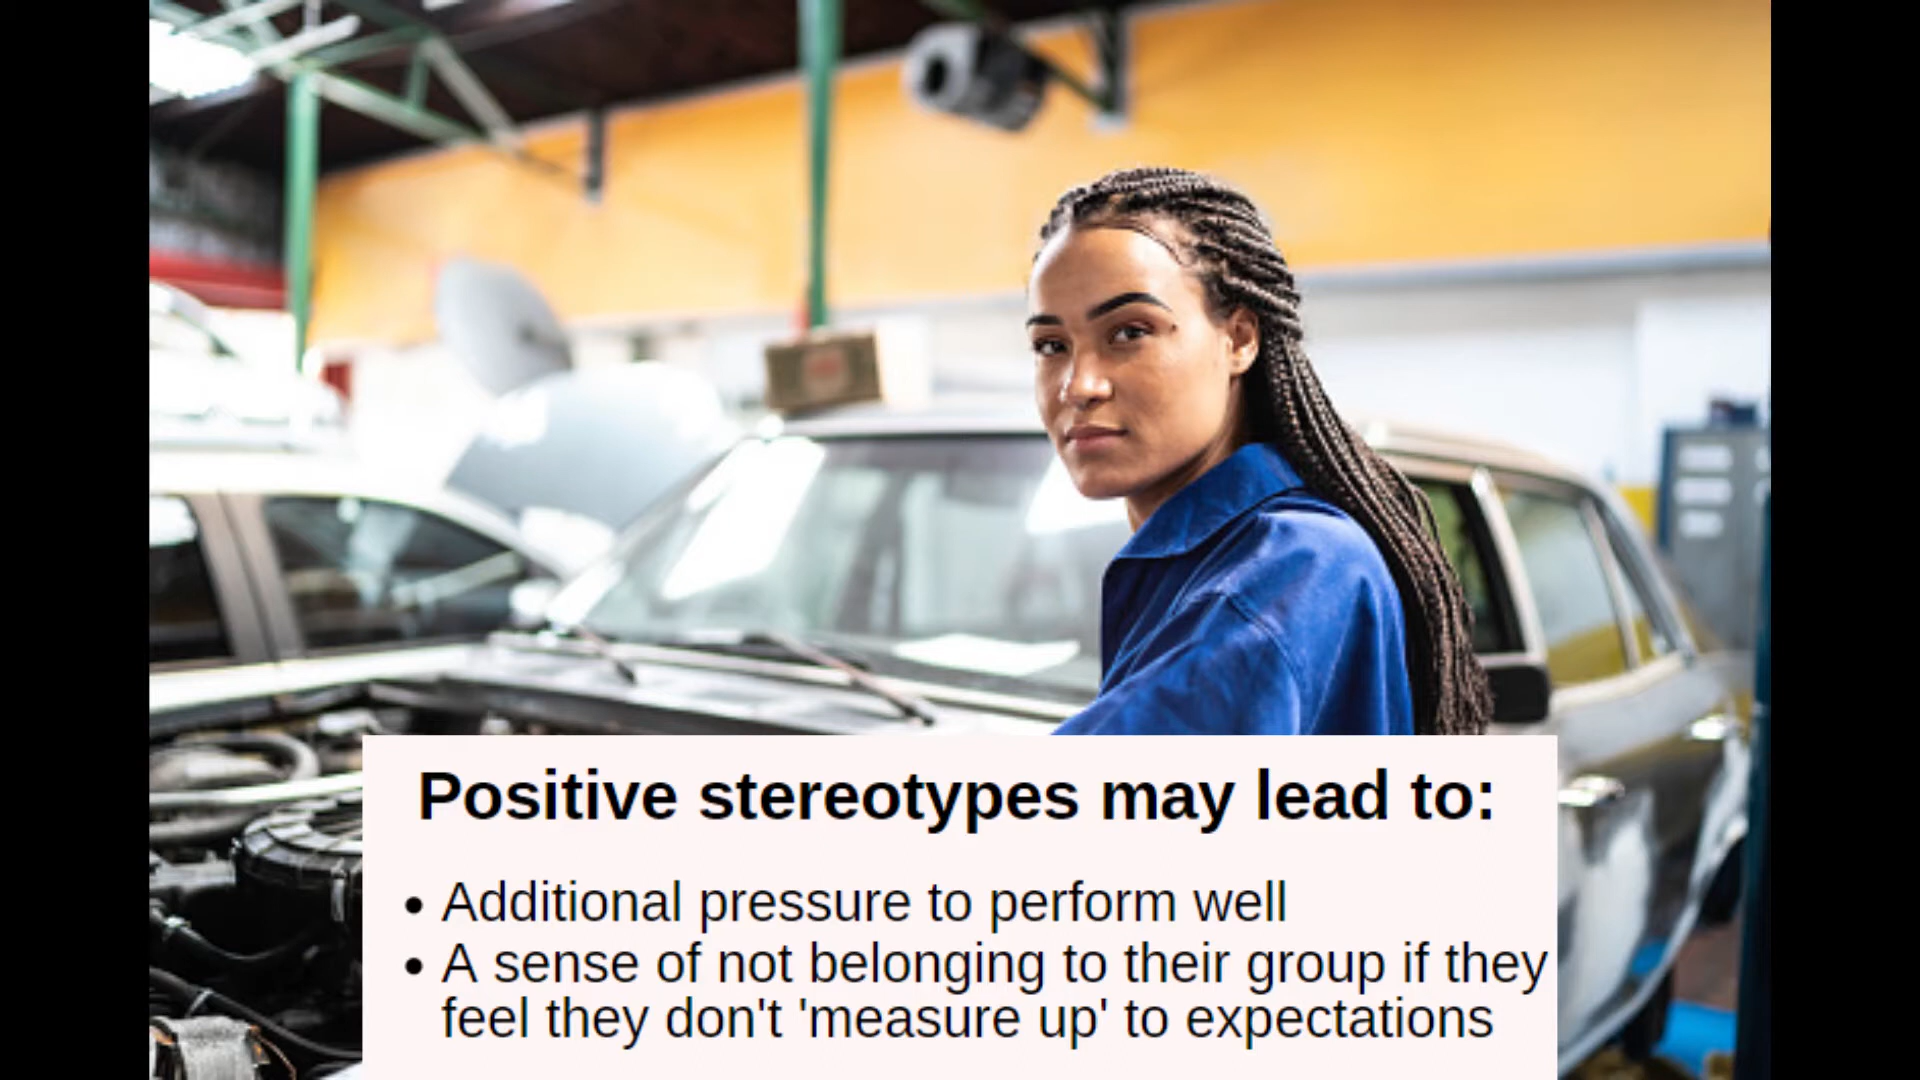 Positive stereotypes may lead to:
• Additional pressure to perform well
• A sense of not belonging to their group if they
feel they don't 'measure up' to expectations